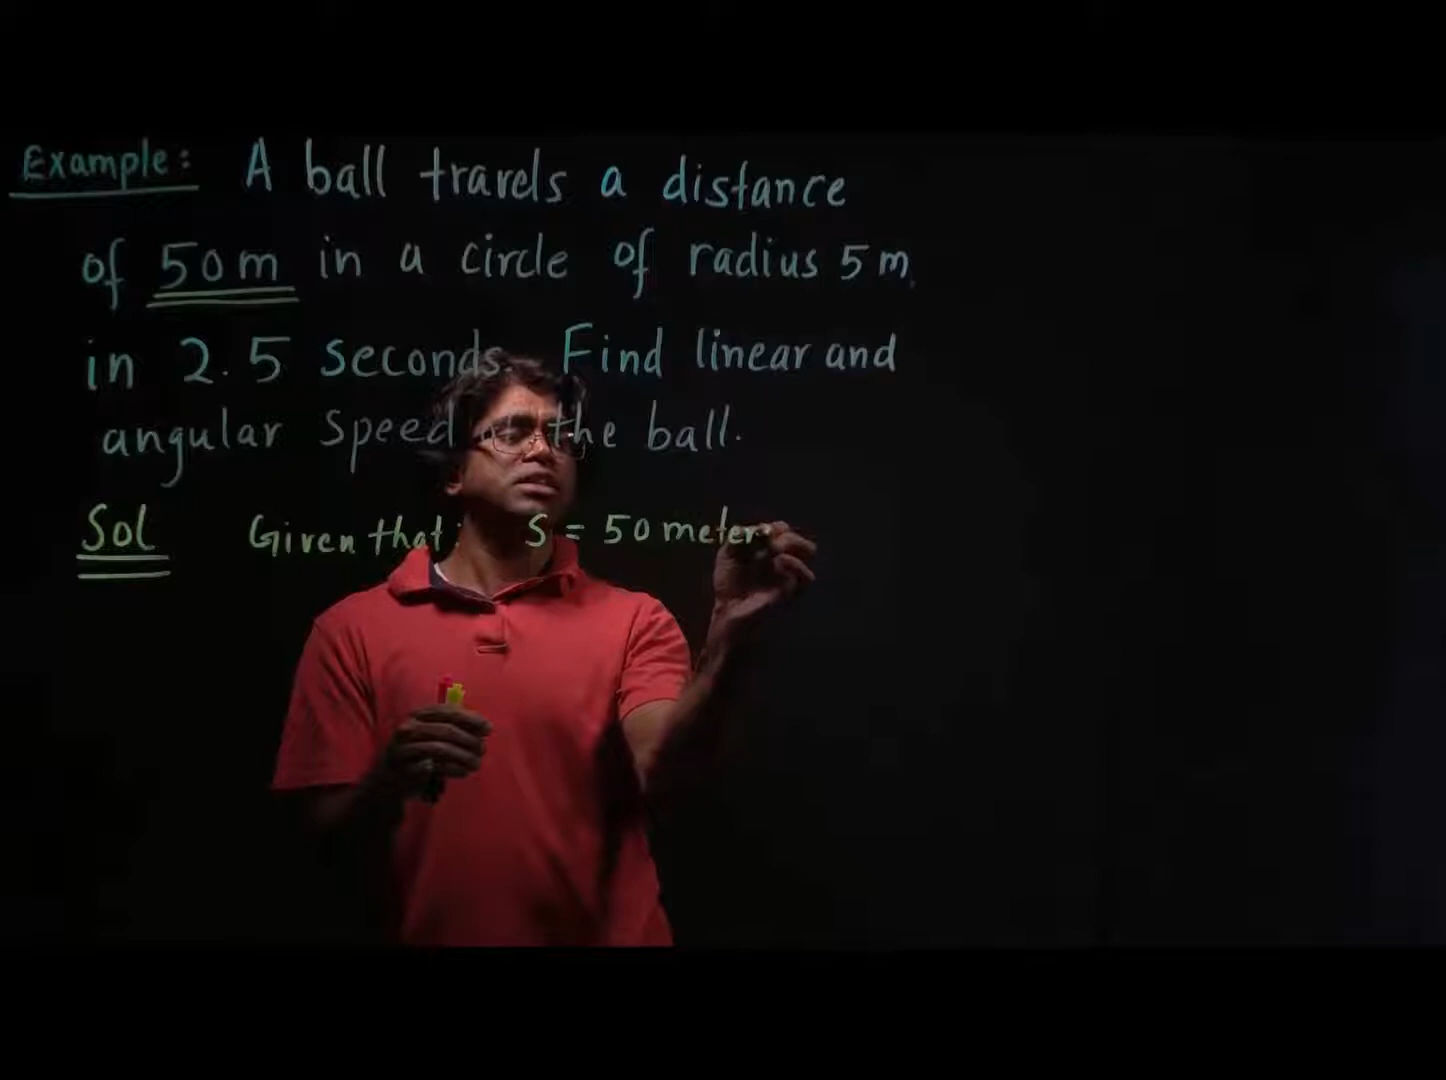 Example: A ball travels a distance
of 50m in a circle of radius 5m
in 2.5 seconds. Find linear and
angular speed the ball.
Sol Given that: S = 50 meter